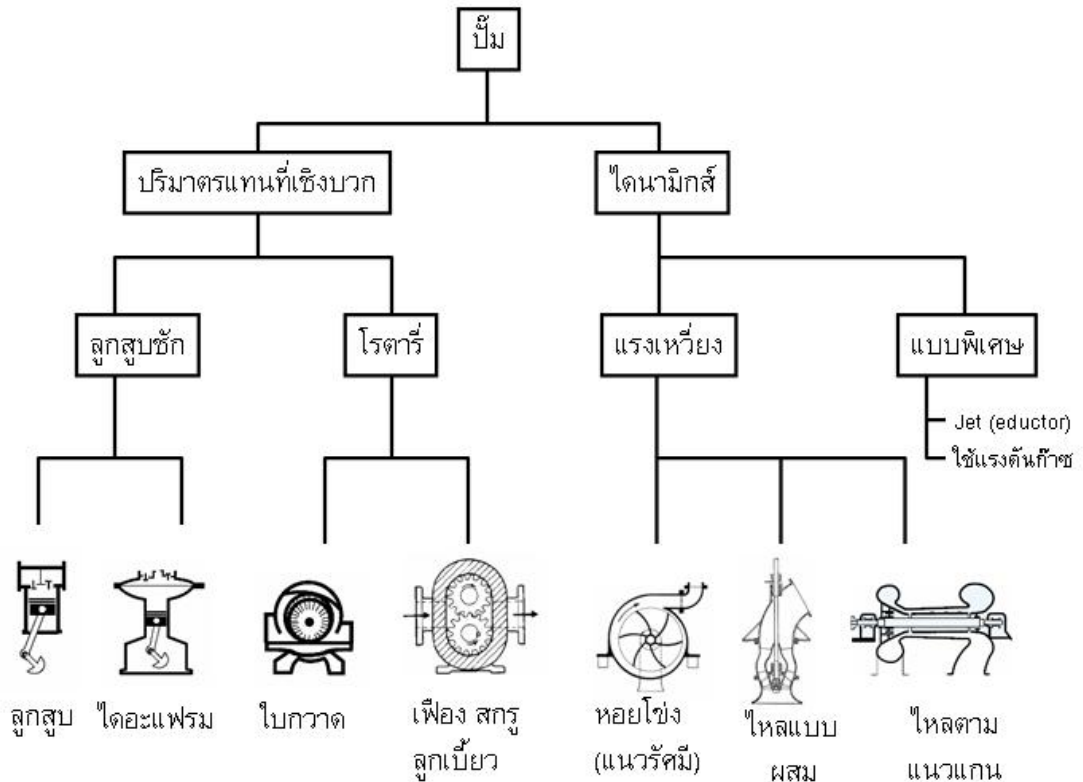 ปั๊ม
ปริมาตรแทนที่เชิงบวก
ไดนามิกส์
ลูกสูบชัก
โรตารี่
แรงเหวี่ยง
แบบพิเศษ
Jet (eductor)
ใช้แรงดันก๊าซ
ลูกสูบ
ไดอะแฟรม
ใบกวาด
เฟือง สกรู
ลูกเบี้ยว
หอยโข่ง
(แนวรัศมี)
ไหลแบบ
ผสม
ไหลตาม
แนวแกน